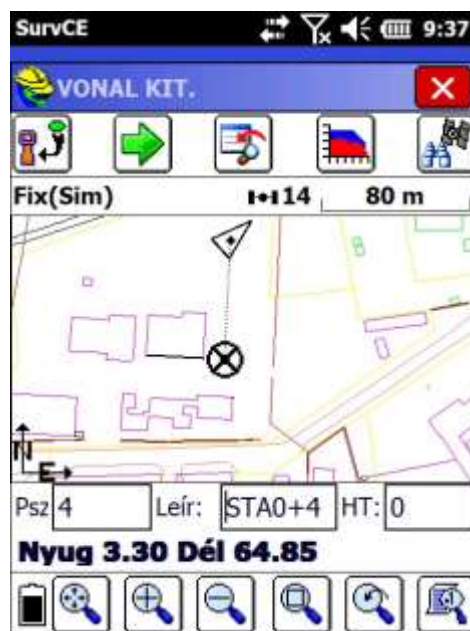 SurvCE 9:37
VONAL KIT.
Fix(Sim) 14 80 m
N
E
Psz 4 Leír: STA0+4 HT: 0
Nyug 3.30 Dél 64.85